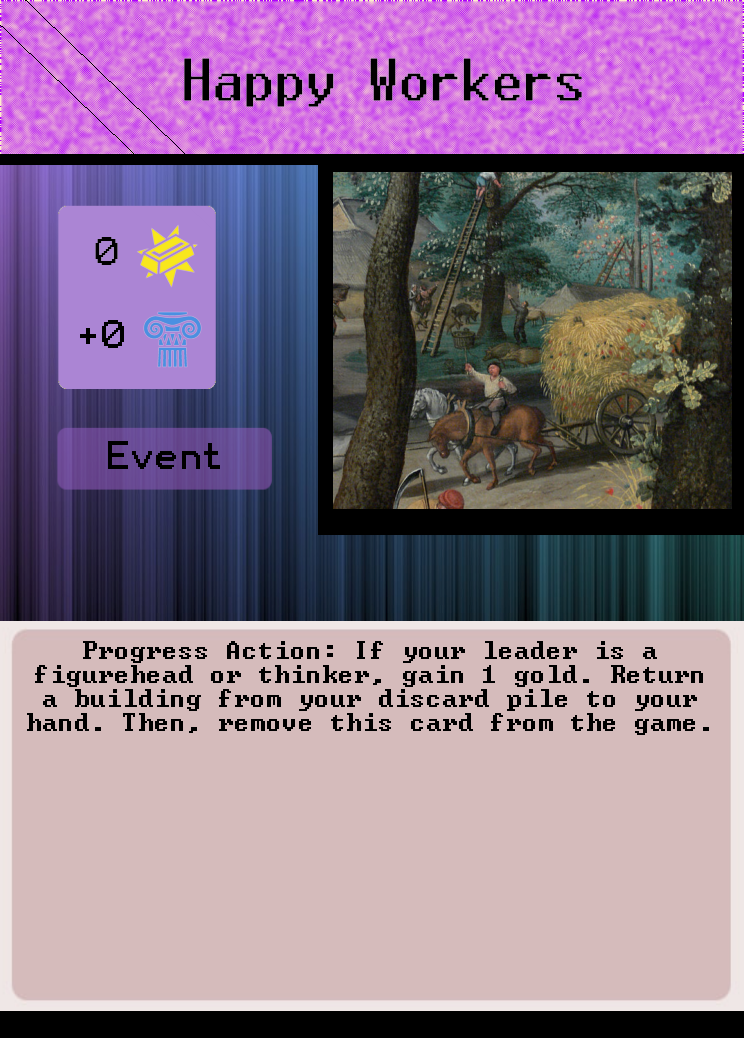 Happy Workers
0
+0
Event
Progress Action: If your leader is a
figurehead or thinker, gain 1 gold. Return
a building from your discard pile to your
hand. Then, remove this card from the game.